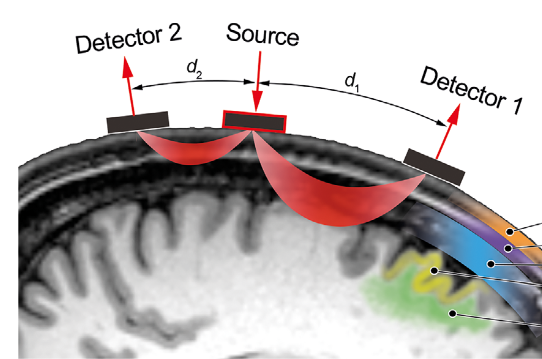 Detector 2
Source
d₂
d₁
Detector 1